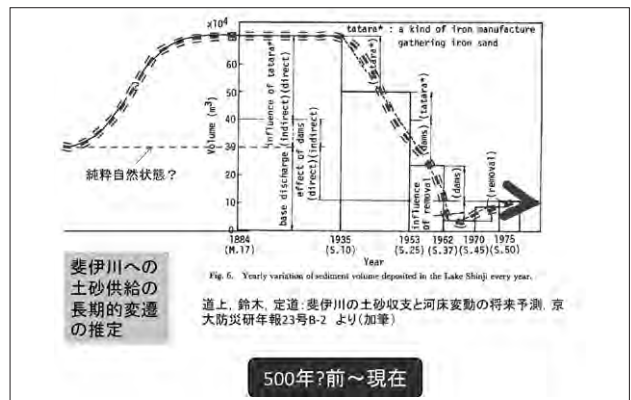 ×10⁴
tatara* : a kind of iron manufacture
gathering iron sand
60
50
40
30
20
10
0
Volume (m³)
influence of tatara*
(indirect)(direct)
base discharge
effect of dams
(direct)(indirect)
(tatara*)
(tatara*)
(dams)
(dams)
influence
of removal
(removal)
純粋自然状態?
1884
(M.17)
1935
(S.10)
1953
(S.25)
1962
(S.37)
1970
(S.45)
1975
(S.50)
Year
Fig. 6. Yearly variation of sediment volume deposited in the Lake Shinji every year.
斐伊川への
土砂供給の
長期的変遷
の推定
道上, 鈴木, 定道: 斐伊川の土砂収支と河床変動の将来予測. 京
大防災研年報23号B-2 より(加筆)
500年?前~現在